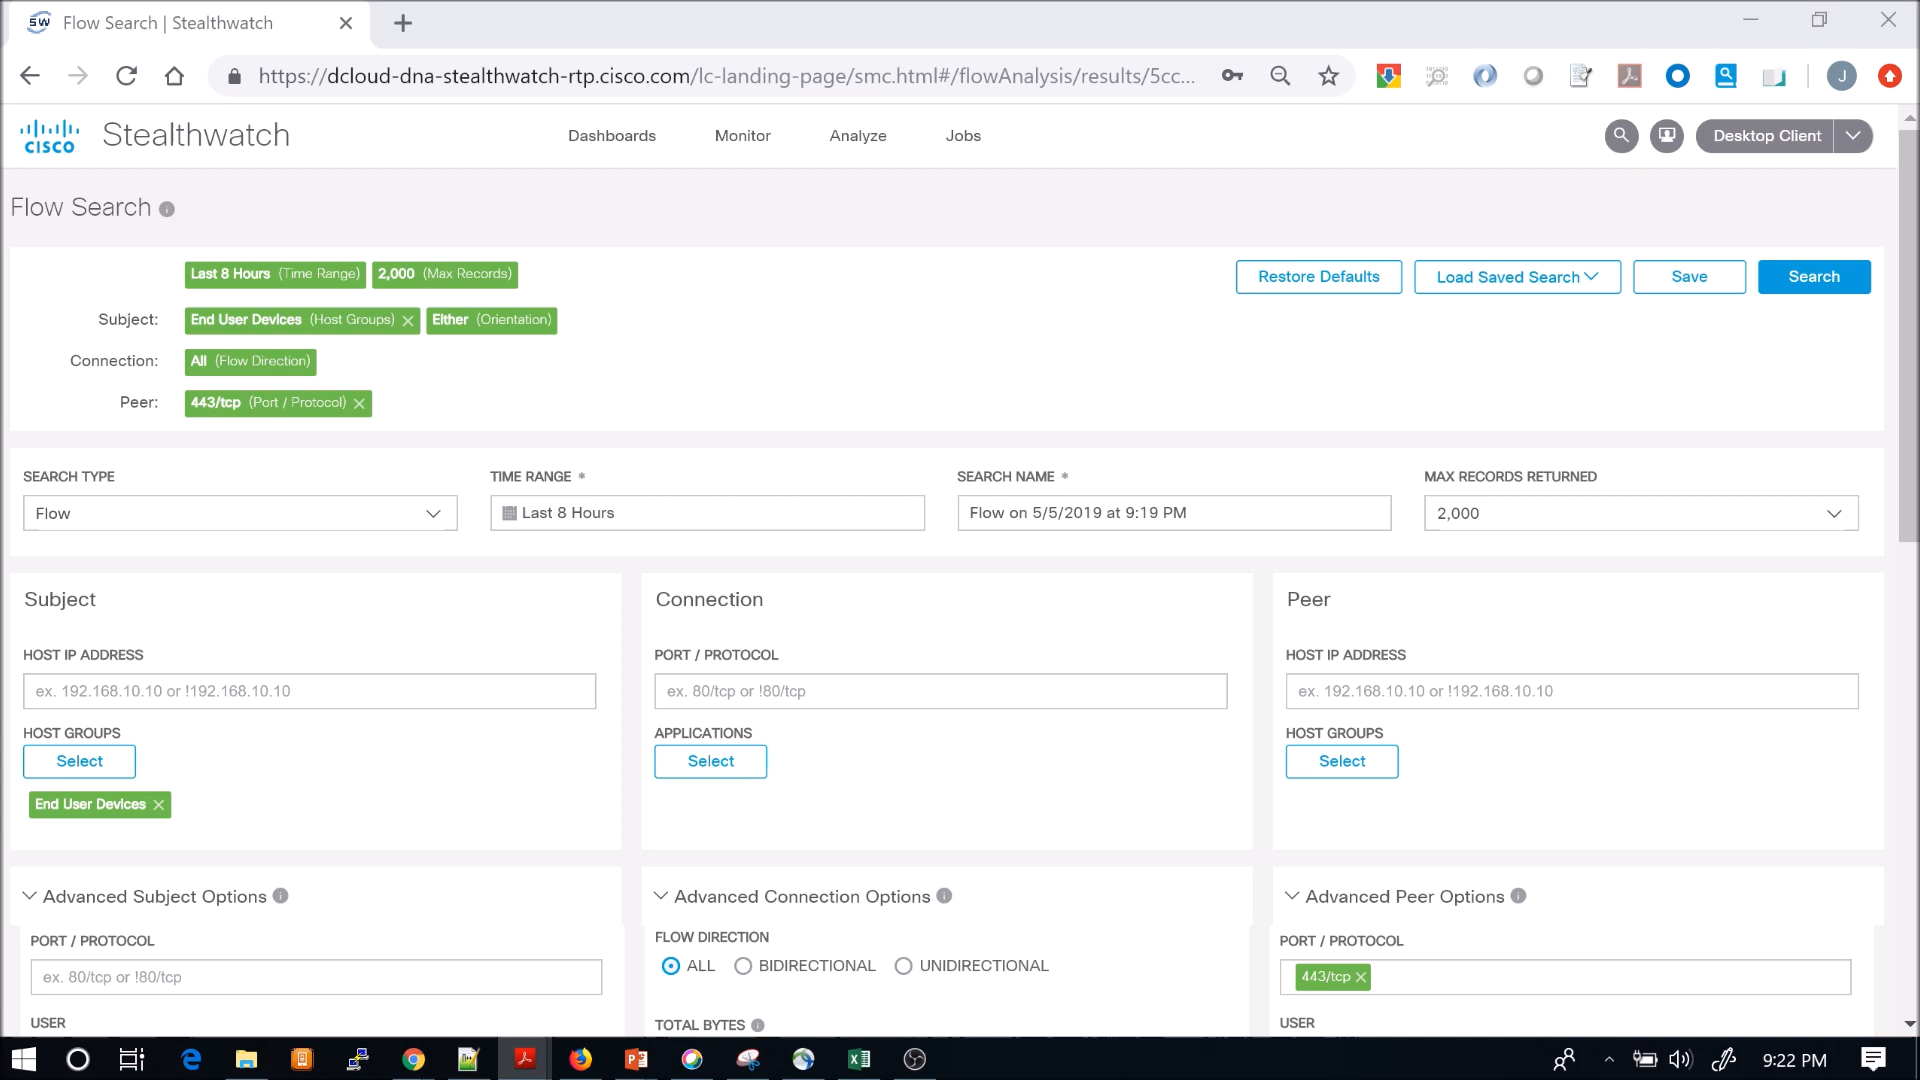 SW Flow Search | Stealthwatch
https://dcloud-dna-stealthwatch-rtp.cisco.com/lc-landing-page/smc.html#/flowAnalysis/results/5cc...
J
CISCO
Stealthwatch
Dashboards Monitor Analyze Jobs
Desktop Client
Flow Search
Last 8 Hours (Time Range) 2,000 (Max Records)
Restore Defaults Load Saved Search Save Search
Subject: End User Devices (Host Groups) Either (Orientation)
Connection: All (Flow Direction)
Peer: 443/tcp (Port / Protocol)
SEARCH TYPE TIME RANGE * SEARCH NAME * MAX RECORDS RETURNED
Flow Last 8 Hours Flow on 5/5/2019 at 9:19 PM 2,000
Subject Connection Peer
HOST IP ADDRESS PORT / PROTOCOL HOST IP ADDRESS
ex. 192.168.10.10 or !192.168.10.10 ex. 80/tcp or !80/tcp ex. 192.168.10.10 or !192.168.10.10
HOST GROUPS APPLICATIONS HOST GROUPS
Select Select Select
End User Devices
Advanced Subject Options Advanced Connection Options Advanced Peer Options
PORT / PROTOCOL FLOW DIRECTION PORT / PROTOCOL
ex. 80/tcp or !80/tcp ALL BIDIRECTIONAL UNIDIRECTIONAL 443/tcp
USER TOTAL BYTES USER
9:22 PM